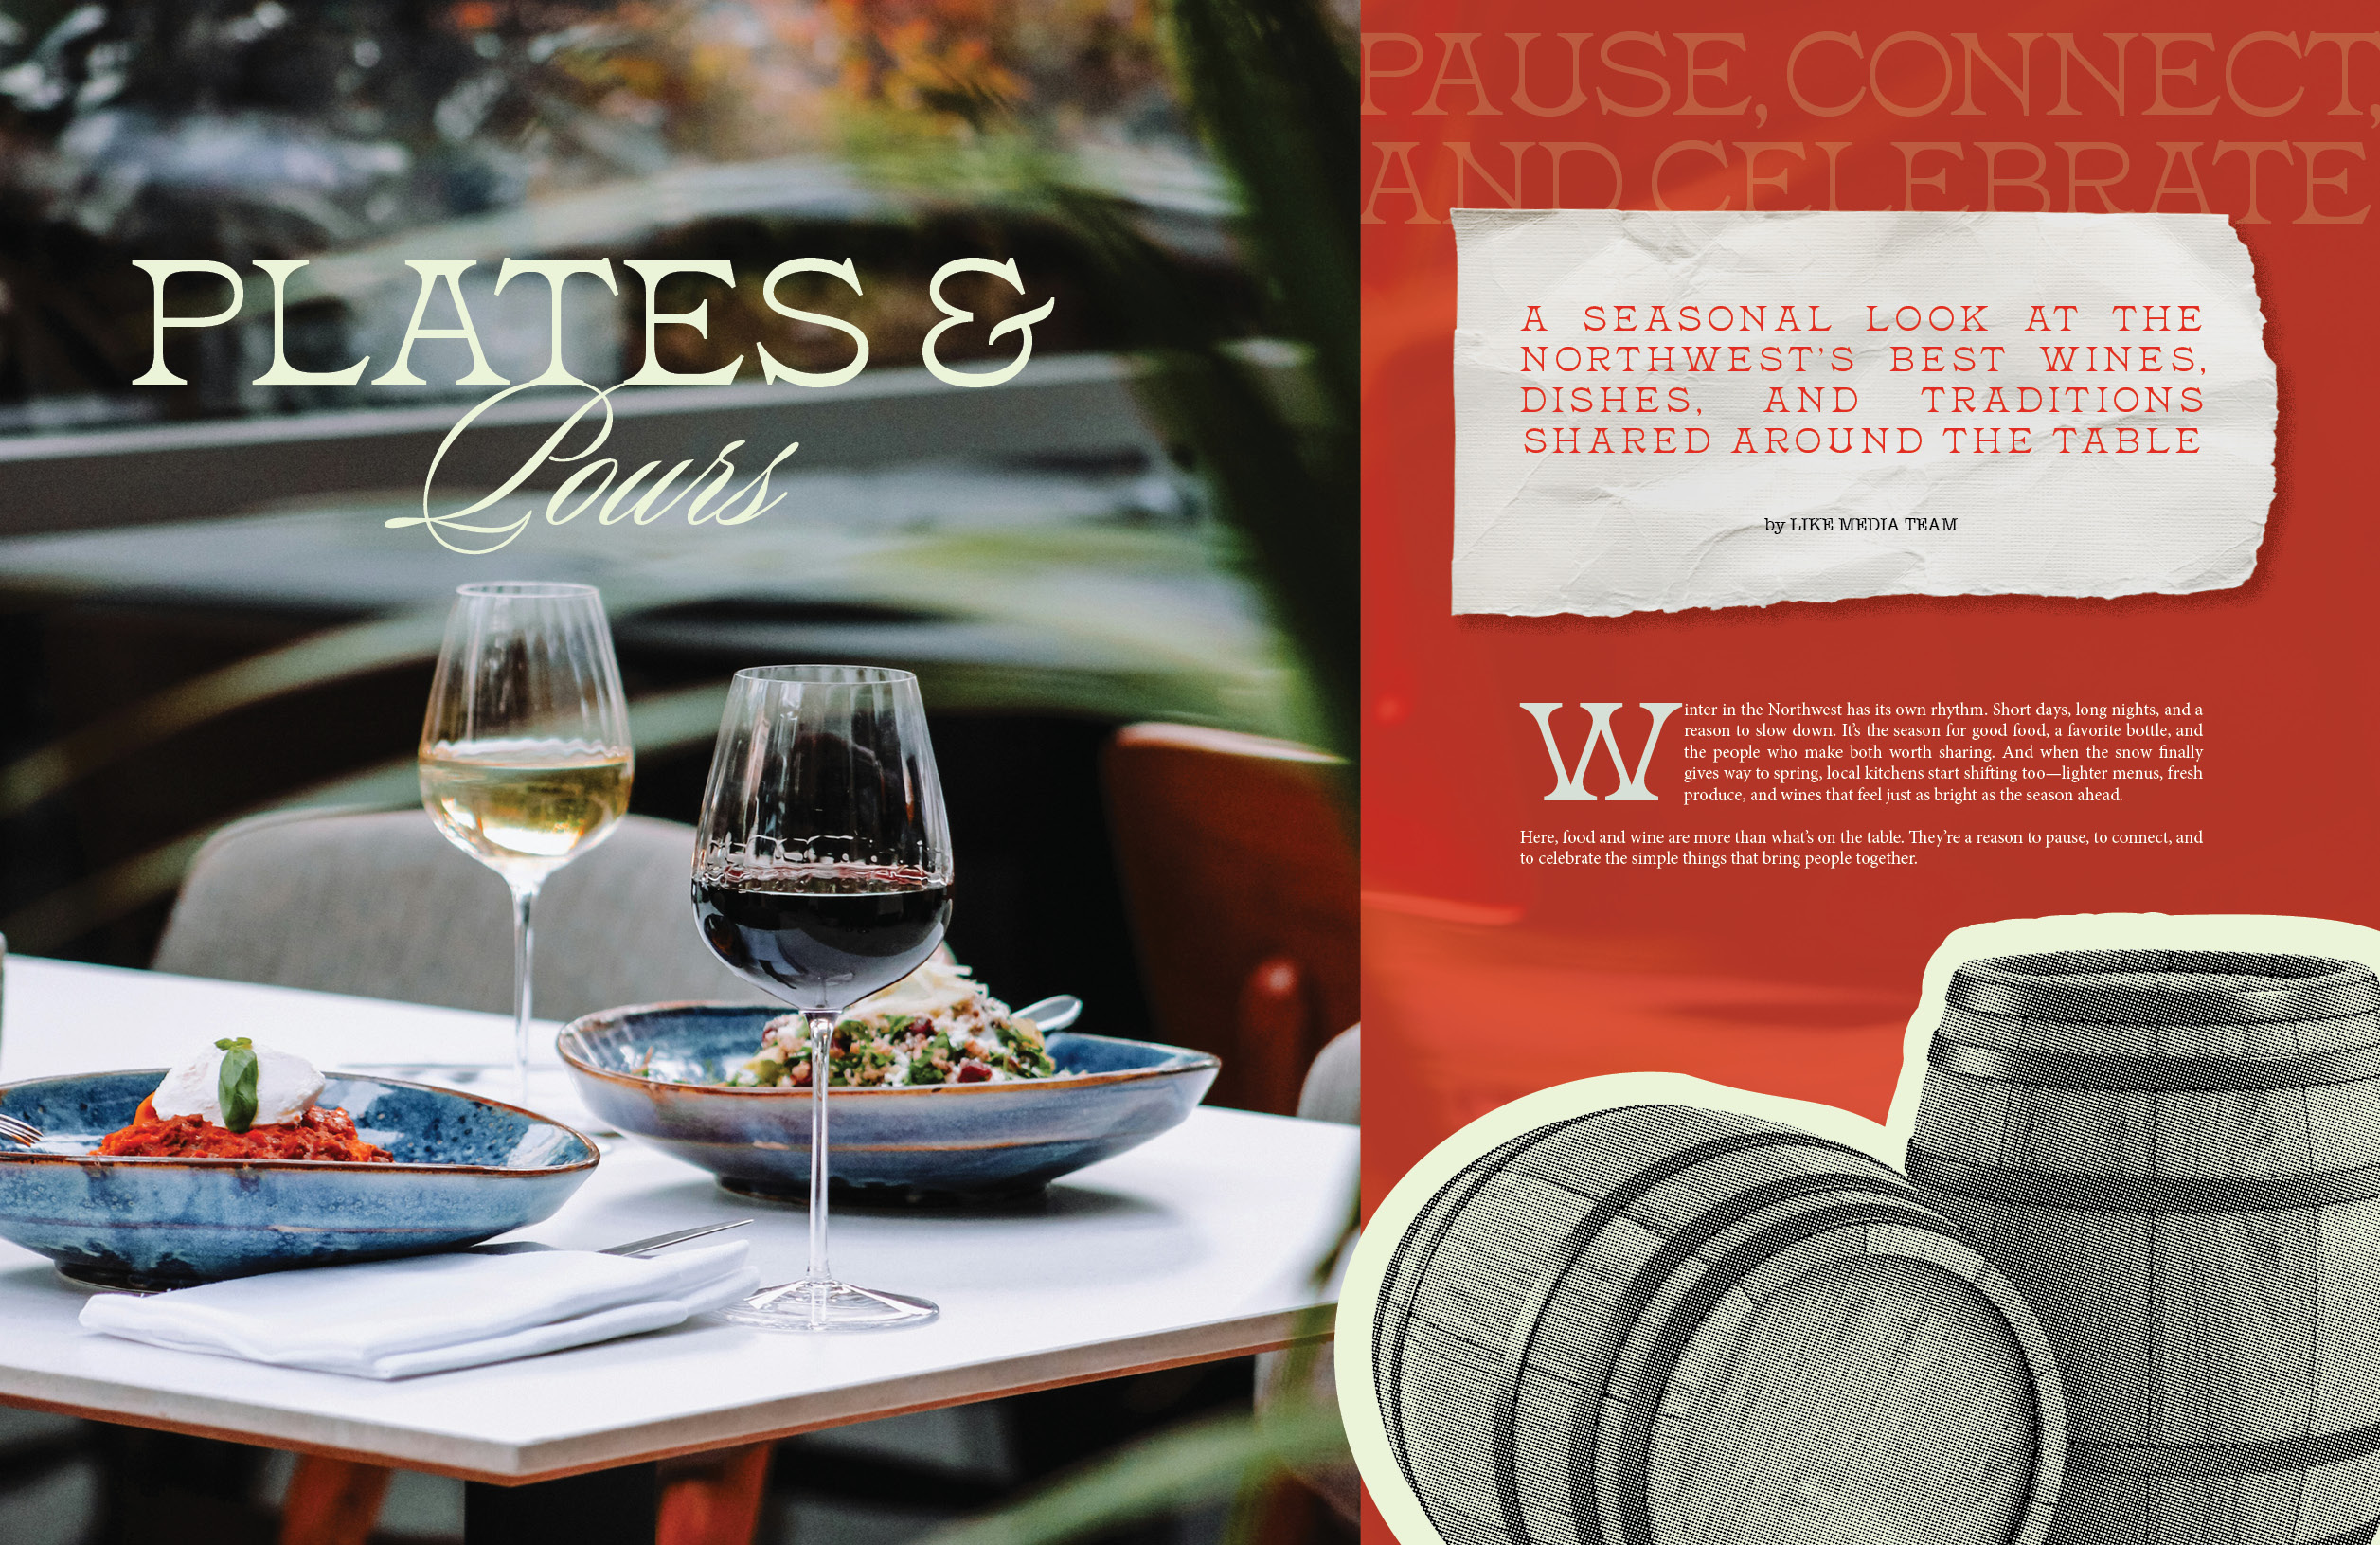 PLATES &
Pours
PAUSE, CONNECT,
AND CELEBRATE
A SEASONAL LOOK AT THE
NORTHWEST'S BEST WINES,
DISHES, AND TRADITIONS
SHARED AROUND THE TABLE
by LIKE MEDIA TEAM
Winter in the Northwest has its own rhythm. Short days, long nights, and a
reason to slow down. It's the season for good food, a favorite bottle, and
the people who make both worth sharing. And when the snow finally
gives way to spring, local kitchens start shifting too—lighter menus, fresh
produce, and wines that feel just as bright as the season ahead.
Here, food and wine are more than what's on the table. They're a reason to pause, to connect, and
to celebrate the simple things that bring people together.